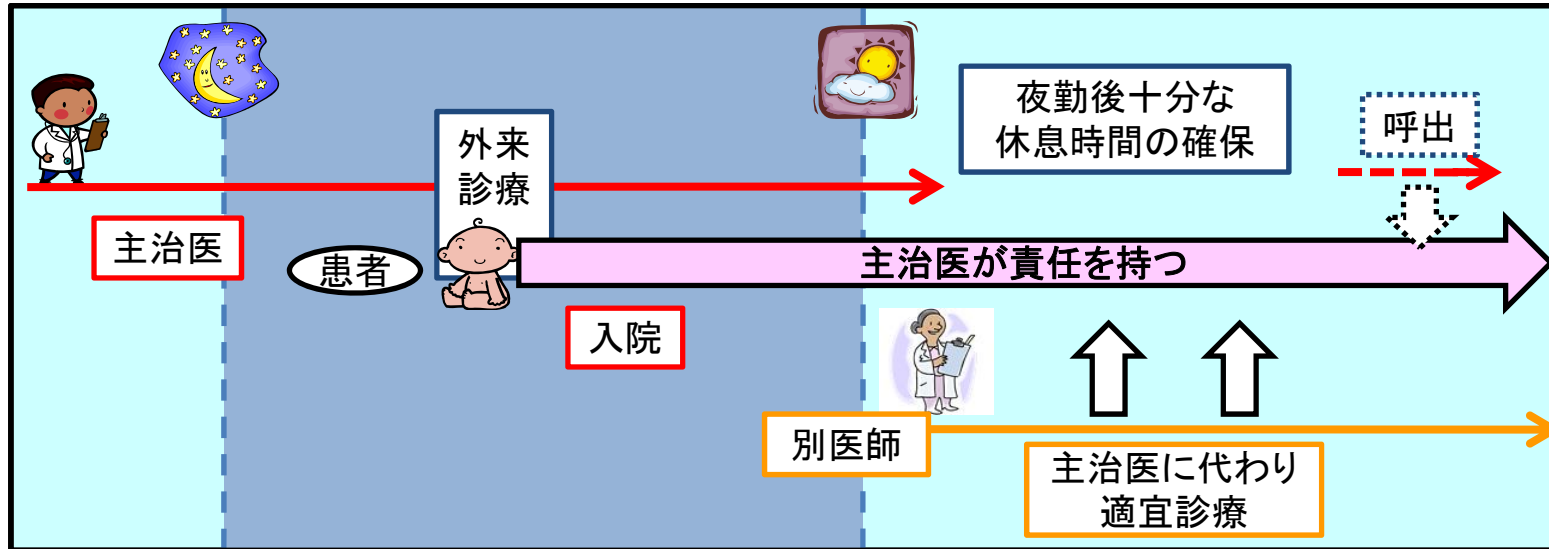 夜勤後十分な
休息時間の確保
呼出
外来
診療
主治医
患者
主治医が責任を持つ
入院
別医師
主治医に代わり
適宜診療